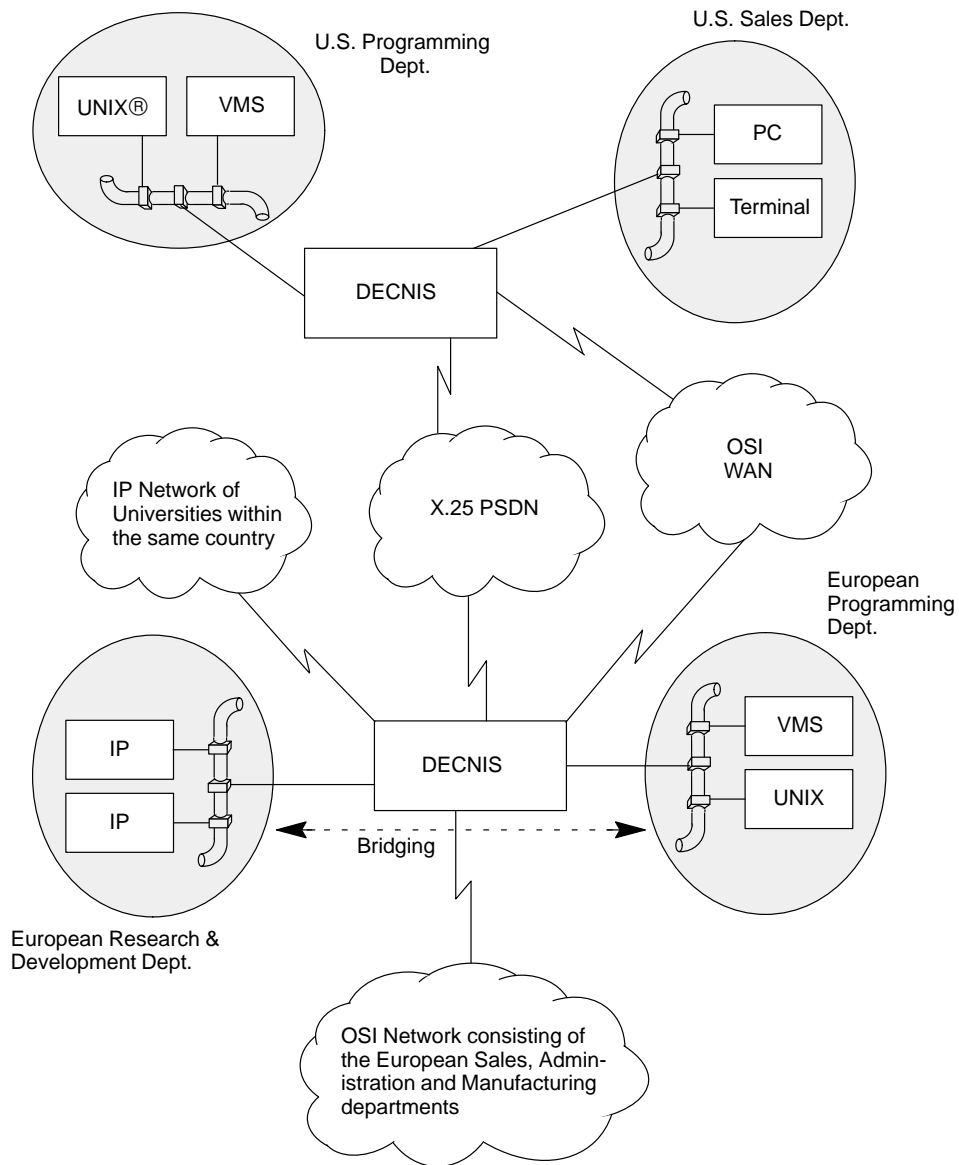 U.S. Programming
Dept.
U.S. Sales Dept.
UNIX®
VMS
PC
Terminal
DECNIS
OSI
WAN
IP Network of
Universities within
the same country
X.25 PSDN
European
Programming
Dept.
IP
IP
DECNIS
VMS
UNIX
Bridging
European Research &
Development Dept.
OSI Network consisting of
the European Sales, Admin-
istration and Manufacturing
departments